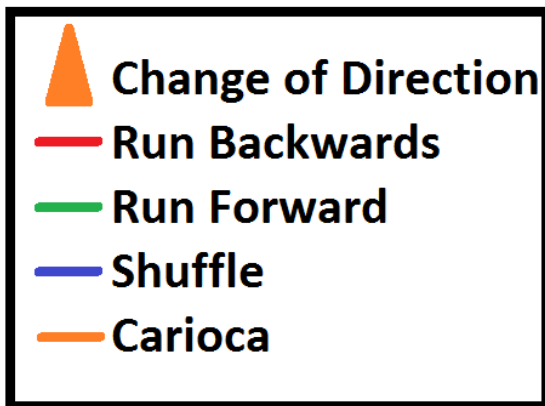 Change of Direction
Run Backwards
Run Forward
Shuffle
Carioca